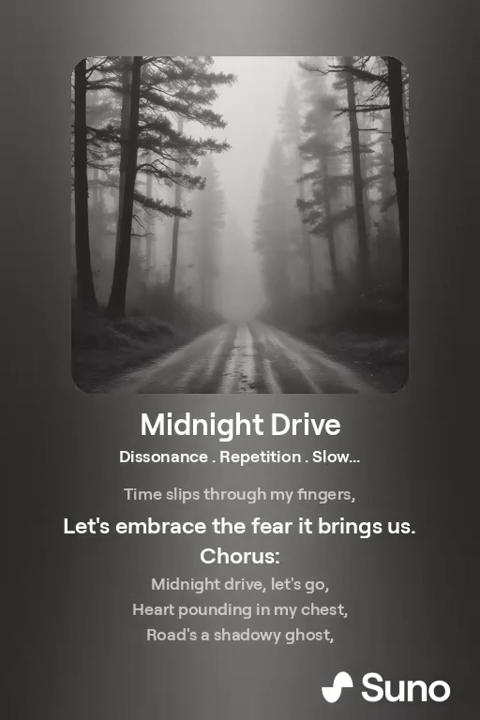 Midnight Drive
Dissonance . Repetition . Slow...
Time slips through my fingers,
Let's embrace the fear it brings us.
Chorus:
Midnight drive, let's go,
Heart pounding in my chest,
Road's a shadowy ghost,
Suno